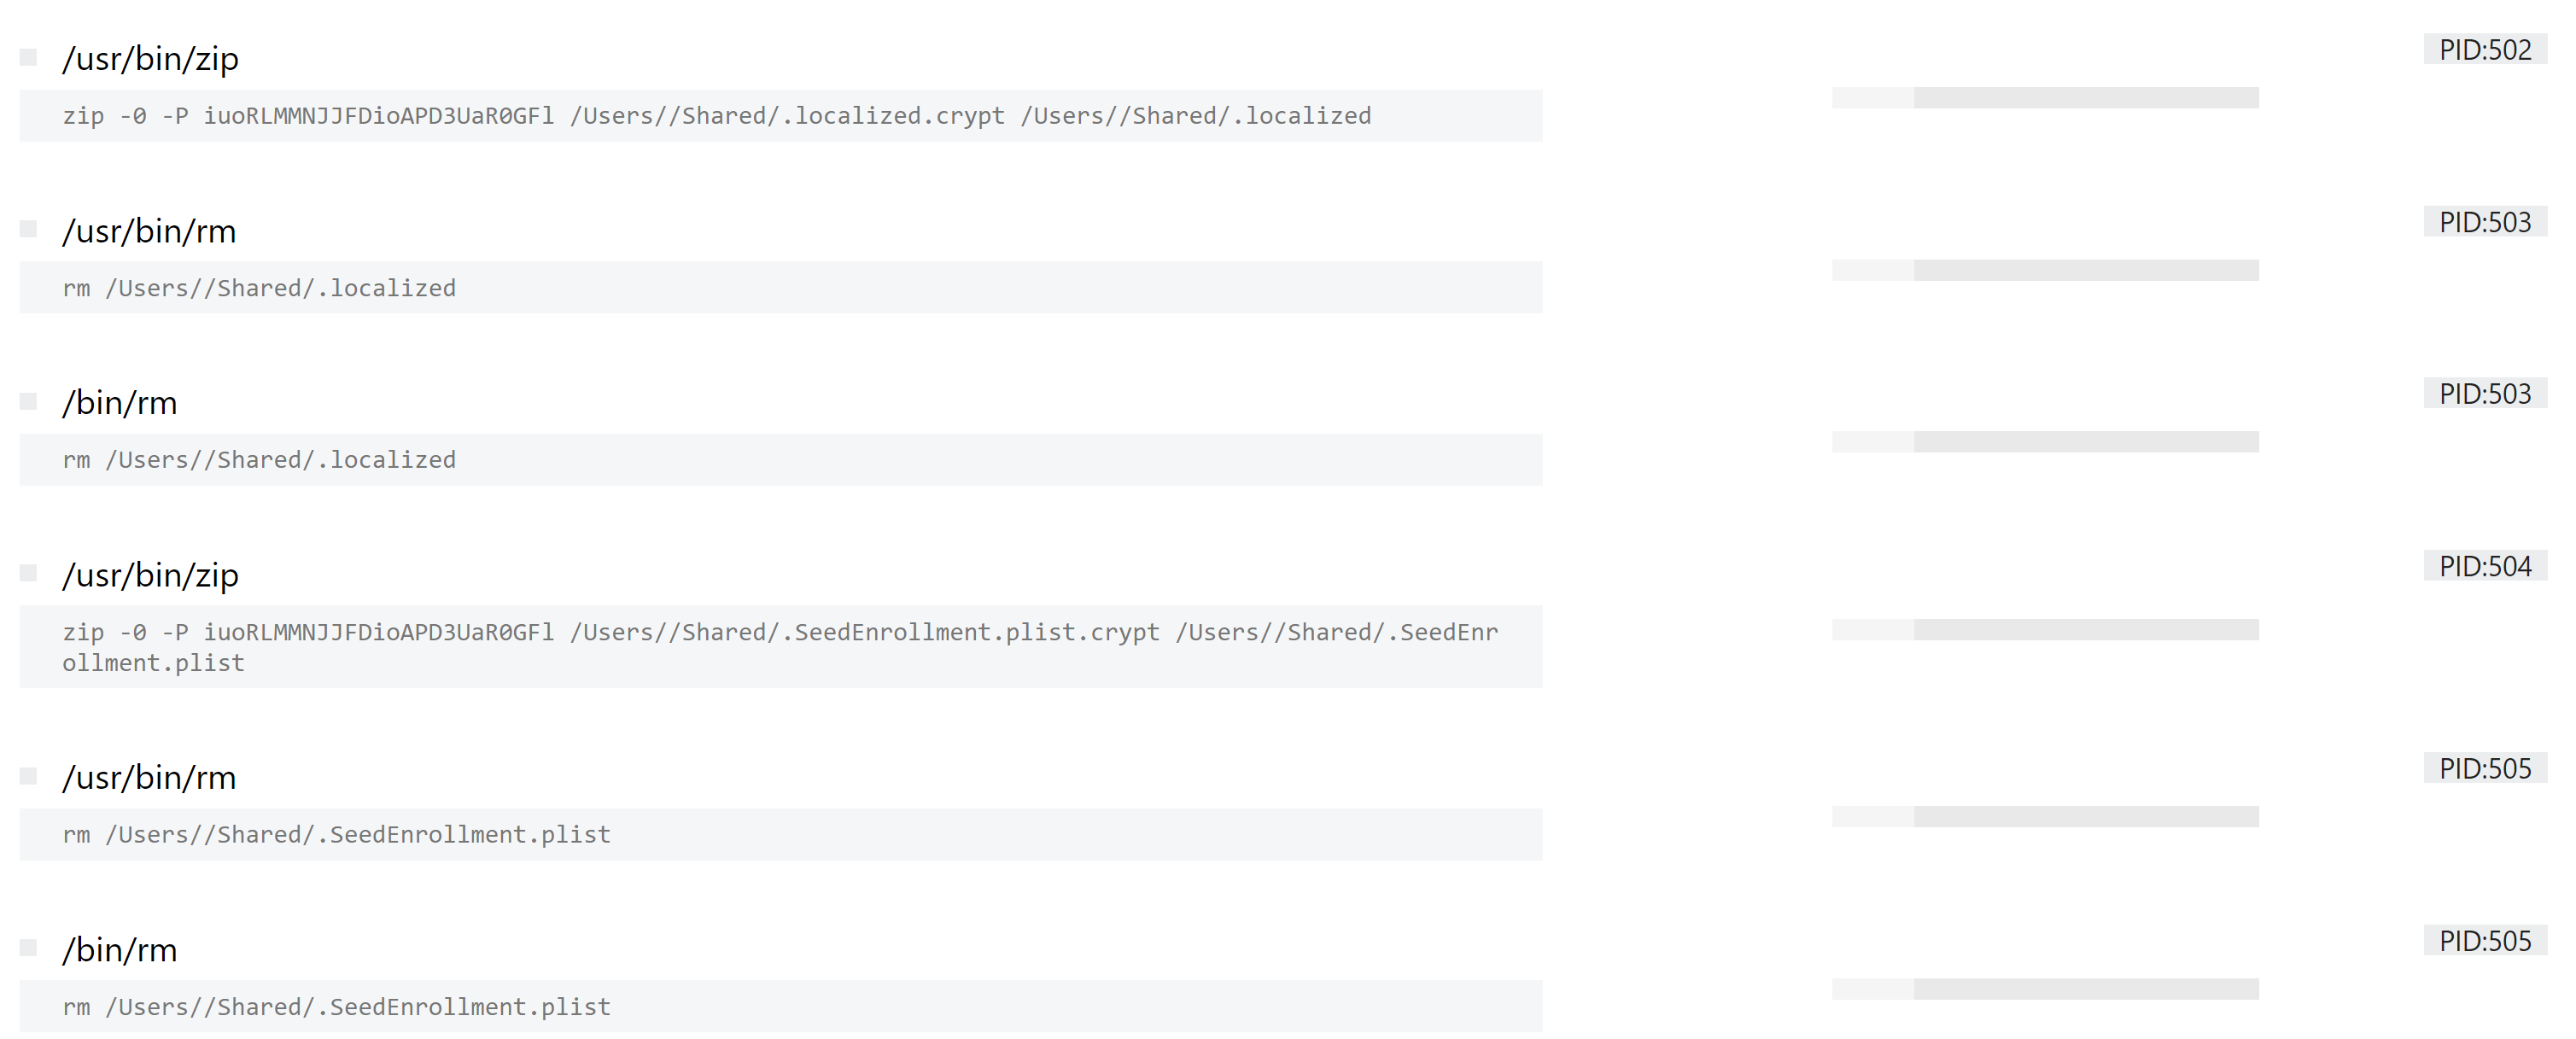 /usr/bin/zip
PID:502
zip -0 -P iuoRLMMNJJFDioAPD3UaR0GFl /Users//Shared/.localized.crypt /Users//Shared/.localized
/usr/bin/rm
PID:503
rm /Users//Shared/.localized
/bin/rm
PID:503
rm /Users//Shared/.localized
/usr/bin/zip
PID:504
zip -0 -P iuoRLMMNJJFDioAPD3UaR0GFl /Users//Shared/.SeedEnrollment.plist.crypt /Users//Shared/.SeedEnr
ollment.plist
/usr/bin/rm
PID:505
rm /Users//Shared/.SeedEnrollment.plist
/bin/rm
PID:505
rm /Users//Shared/.SeedEnrollment.plist